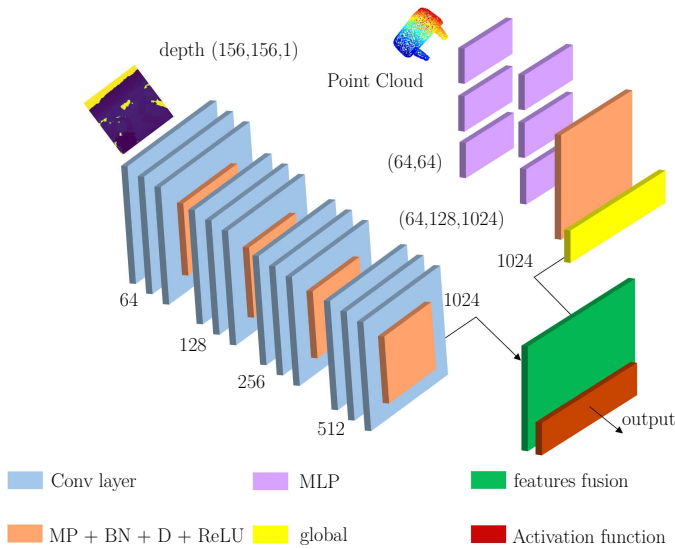 depth (156,156,1)
Point Cloud
(64,64)
(64,128,1024)
1024
64
1024
128
256
512
output
Conv layer
MLP
features fusion
MP + BN + D + ReLU
global
Activation function